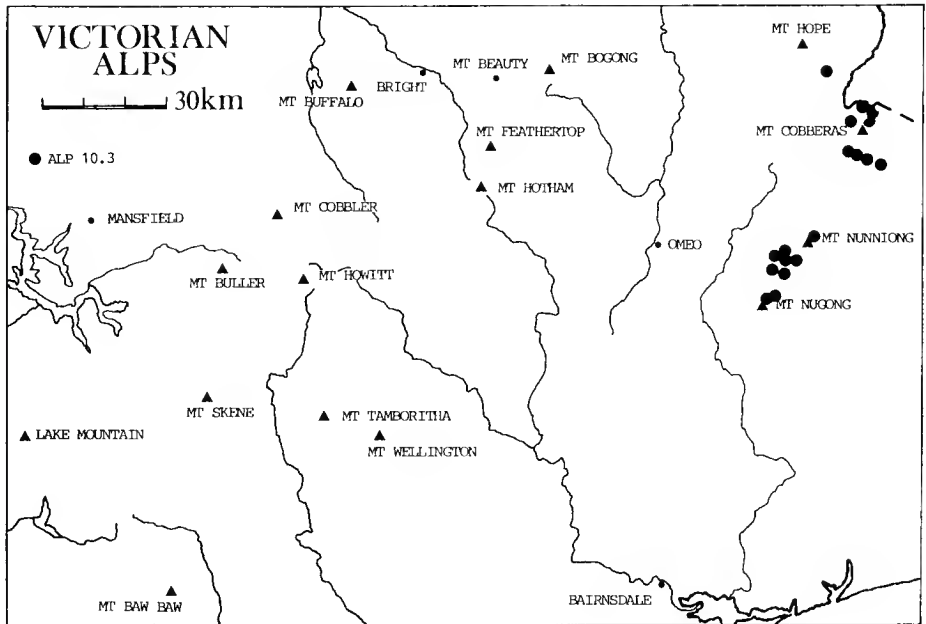 VICTORIAN
ALPS
30km
ALP 10.3
MT HOPE
MT BOGONG
MT BEAUTY
BRIGHT
MT BUFFALO
MT FEATHERTOP
MT COBBERAS
MT HOTHAM
MT COBBLER
MANSFIELD
OMEO
MT NUNNIONG
MT BULLER
MT HOWITT
MT NUGONG
MT SKENE
MT TAMBORITHA
LAKE MOUNTAIN
MT WELLINGTON
BAIRNSDALE
MT BAW BAW